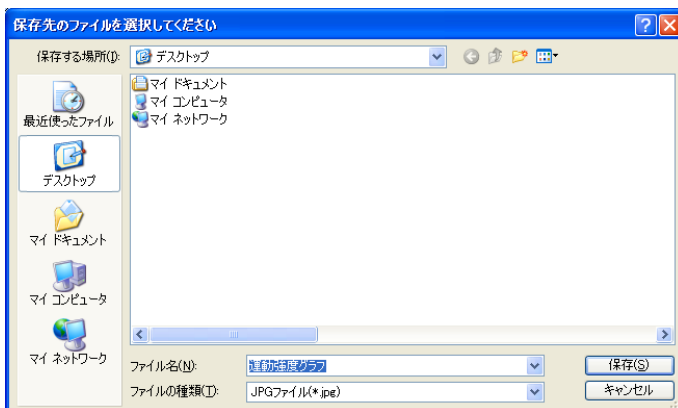 保存先のファイルを選択してください
保存する場所(I):
デスクトップ
最近使ったファイル
デスクトップ
マイ ドキュメント
マイ コンピュータ
マイ ネットワーク
マイ ドキュメント
マイ コンピュータ
マイ ネットワーク
ファイル名(N):
運動強度グラフ
保存(S)
ファイルの種類(T):
JPGファイル(*.jpg)
キャンセル